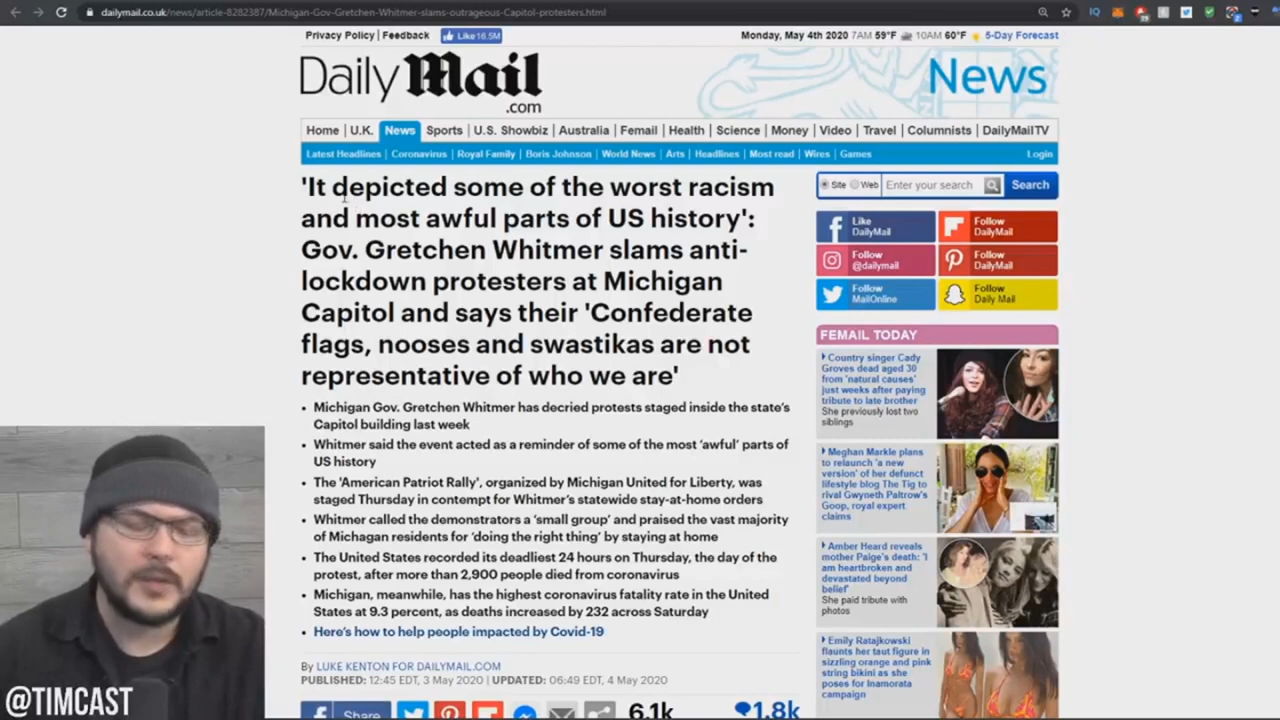 dailymail.co.uk/news/article-8282387/Michigan-Gov-Gretchen-Whitmer-slams-outrageous-Capitol-protesters.html
Privacy Policy | Feedback
Like 16.5M
Monday, May 4th 2020 7AM 59°F 10AM 60°F 5-Day Forecast
Daily Mail
.com
News
Home | U.K. News Sports | U.S. Showbiz | Australia | Femail | Health | Science | Money | Video | Travel | Columnists | DailyMailTV
Latest Headlines | Coronavirus | Royal Family | Boris Johnson | World News | Arts | Headlines | Most read | Wires | Games
Login
'It depicted some of the worst racism
and most awful parts of US history':
Gov. Gretchen Whitmer slams anti-
lockdown protesters at Michigan
Capitol and says their 'Confederate
flags, nooses and swastikas are not
representative of who we are'
• Michigan Gov. Gretchen Whitmer has decried protests staged inside the state's
Capitol building last week
• Whitmer said the event acted as a reminder of some of the most 'awful' parts of
US history
• The 'American Patriot Rally', organized by Michigan United for Liberty, was
staged Thursday in contempt for Whitmer's statewide stay-at-home orders
• Whitmer called the demonstrators a 'small group' and praised the vast majority
of Michagan residents for 'doing the right thing' by staying at home
• The United States recorded its deadliest 24 hours on Thursday, the day of the
protest, after more than 2,900 people died from coronavirus
• Michigan, meanwhile, has the highest coronavirus fatality rate in the United
States at 9.3 percent, as deaths increased by 232 across Saturday
• Here's how to help people impacted by Covid-19
By LUKE KENTON FOR DAILYMAIL.COM
PUBLISHED: 12:45 EDT, 3 May 2020 | UPDATED: 06:49 EDT, 4 May 2020
Share
6.1k
1.8k
Site Web Enter your search Search
Like
DailyMail
Follow
DailyMail
Follow
@dailymail
Follow
DailyMail
Follow
MailOnline
Follow
Daily Mail
FEMAIL TODAY
Country singer Cady
Groves dead aged 30
from 'natural causes'
just weeks after paying
tribute to late brother
She previously lost two
siblings
Meghan Markle plans
to relaunch 'a new
version' of her defunct
lifestyle blog The Tig to
rival Gwyneth Paltrow's
Goop, royal expert
claims
Amber Heard reveals
mother Paige's death: 'I
am heartbroken and
devastated beyond
belief'
She paid tribute with
photos
Emily Ratajkowski
flaunts her taut figure in
sizzling orange and pink
string bikini as she
poses for Inamorata
campaign
@TIMCAST